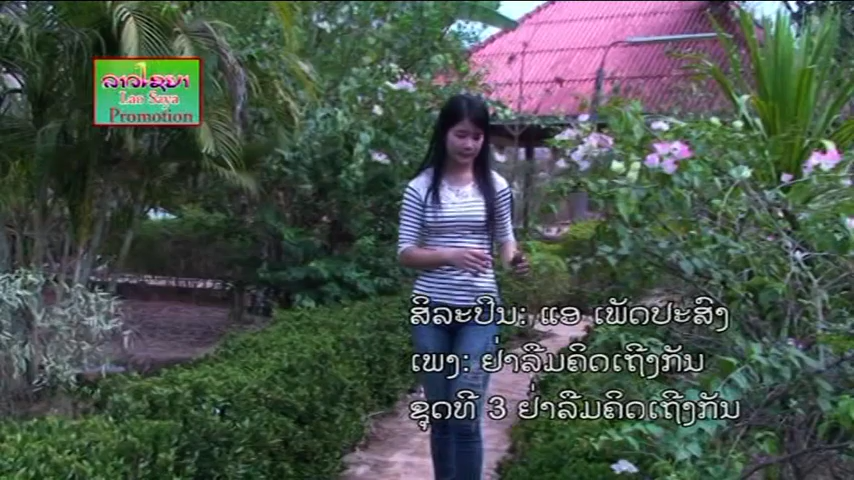 ລາວຊຍາ
Lao Saya
Promotion
ສິລະປິນ: ແອ ເພັດປະສົງ
ເພງ: ຢ່າລືມຄິດເຖິງກັນ
ຊຸດທີ 3 ຢ່າລືມຄິດເຖິງກັນ